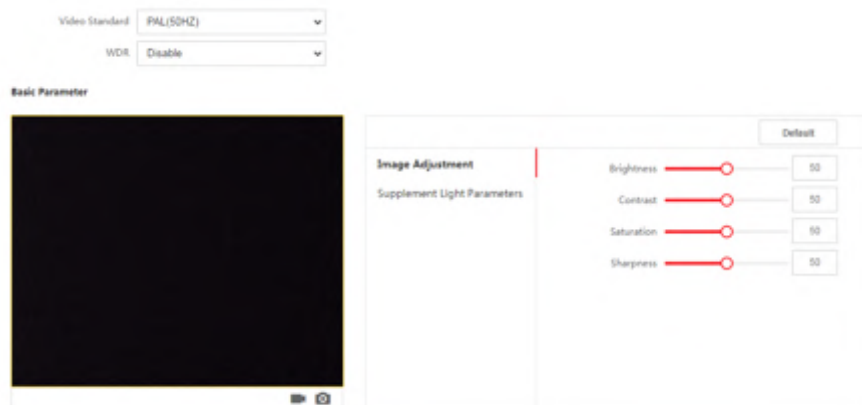 Video Standard PAL(50HZ)
WDR Disable
Basic Parameter
Default
Image Adjustment
Supplement Light Parameters
Brightness 50
Contrast 50
Saturation 50
Sharpness 50